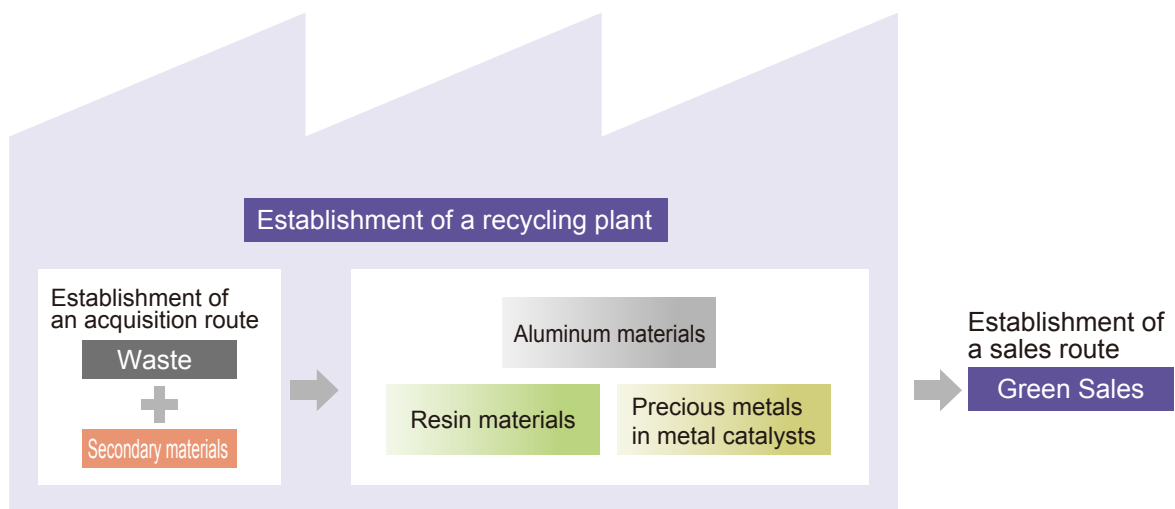 Establishment of a recycling plant
Establishment of
an acquisition route
Waste
Secondary materials
Aluminum materials
Resin materials
Precious metals
in metal catalysts
Establishment of
a sales route
Green Sales